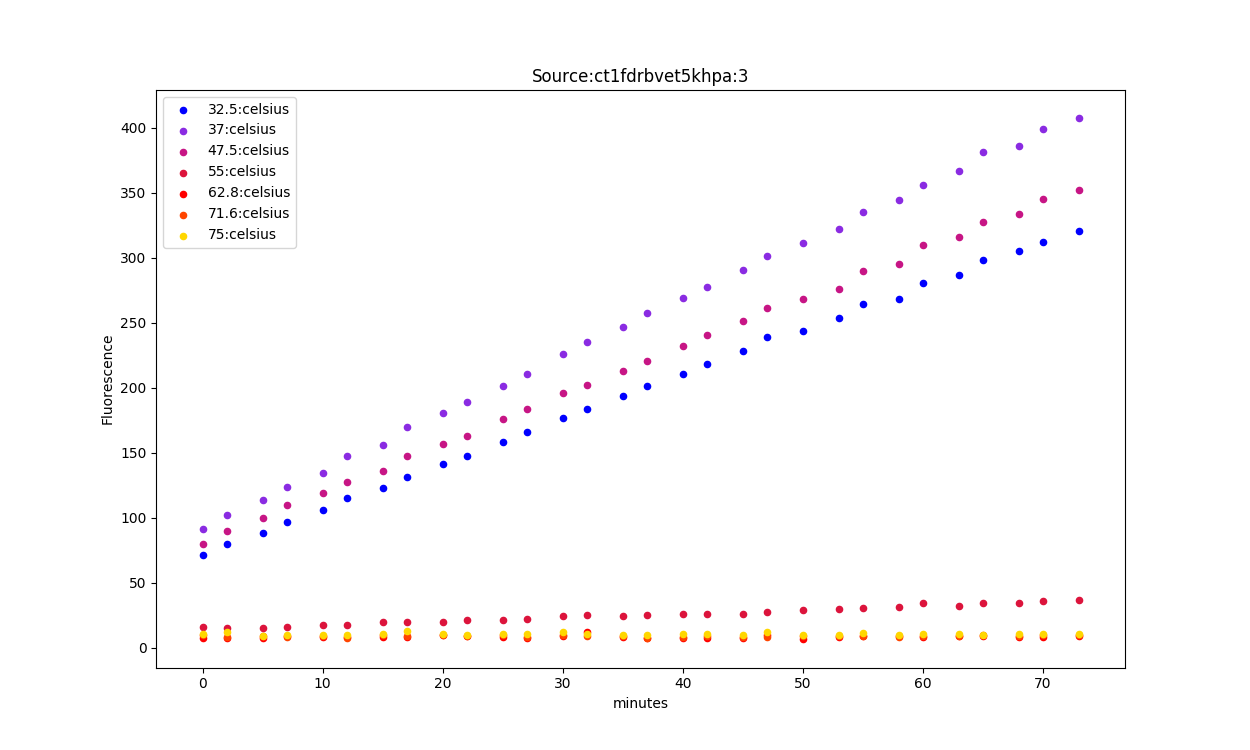 Source:ct1fdrbvet5khpa:3
32.5:celsius
37:celsius
47.5:celsius
55:celsius
62.8:celsius
71.6:celsius
75:celsius
400
350
300
250
200
150
100
50
0
Fluorescence
0 10 20 30 40 50 60 70
minutes